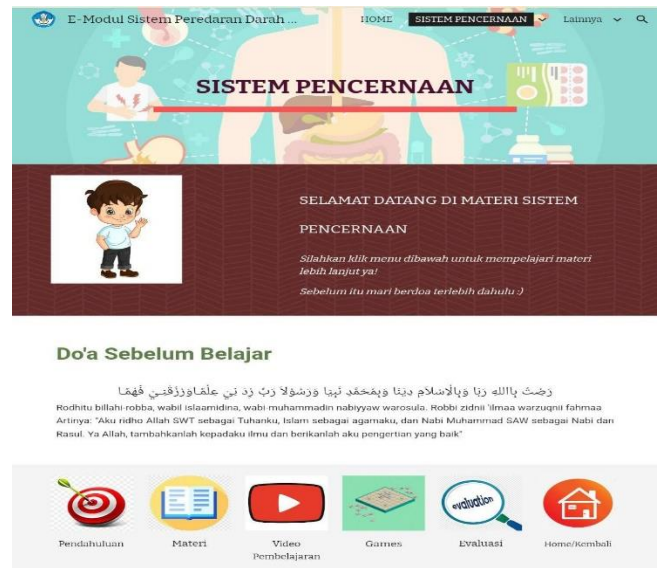 E-Modul Sistem Peredaran Darah ...
HOME
SISTEM PENCERNAAN
Lainnya
SISTEM PENCERNAAN
SELAMAT DATANG DI MATERI SISTEM
PENCERNAAN
Silahkan klik menu dibawah untuk mempelajari materi
lebih lanjut ya!
Sebelum itu mari berdoa terlebih dahulu :)
Do'a Sebelum Belajar
رَضِتُ بِااللهِ رَبَا وَبِالْاِسْلَامِ دِيْنَا وَبِمُحَمَّدٍ نَبِيَا وَرَسُوْلَا رَبِّ زِدْ نِيْ عِلْمًاوَرْزُقْنِيْ فَهْمًا
Rodhitu billahi-robba, wabil islaamidina, wabi-muhammadin nabiyyaw warosula. Robbi zidnii 'ilmaa warzuqnii fahmaa
Artinya: "Aku ridho Allah SWT sebagai Tuhanku, Islam sebagai agamaku, dan Nabi Muhammad SAW sebagai Nabi dan
Rasul. Ya Allah, tambahkanlah kepadaku ilmu dan berikanlah aku pengertian yang baik"
evaluation
Pendahuluan
Materi
Video
Pembelajaran
Games
Evaluasi
Home/Kembali